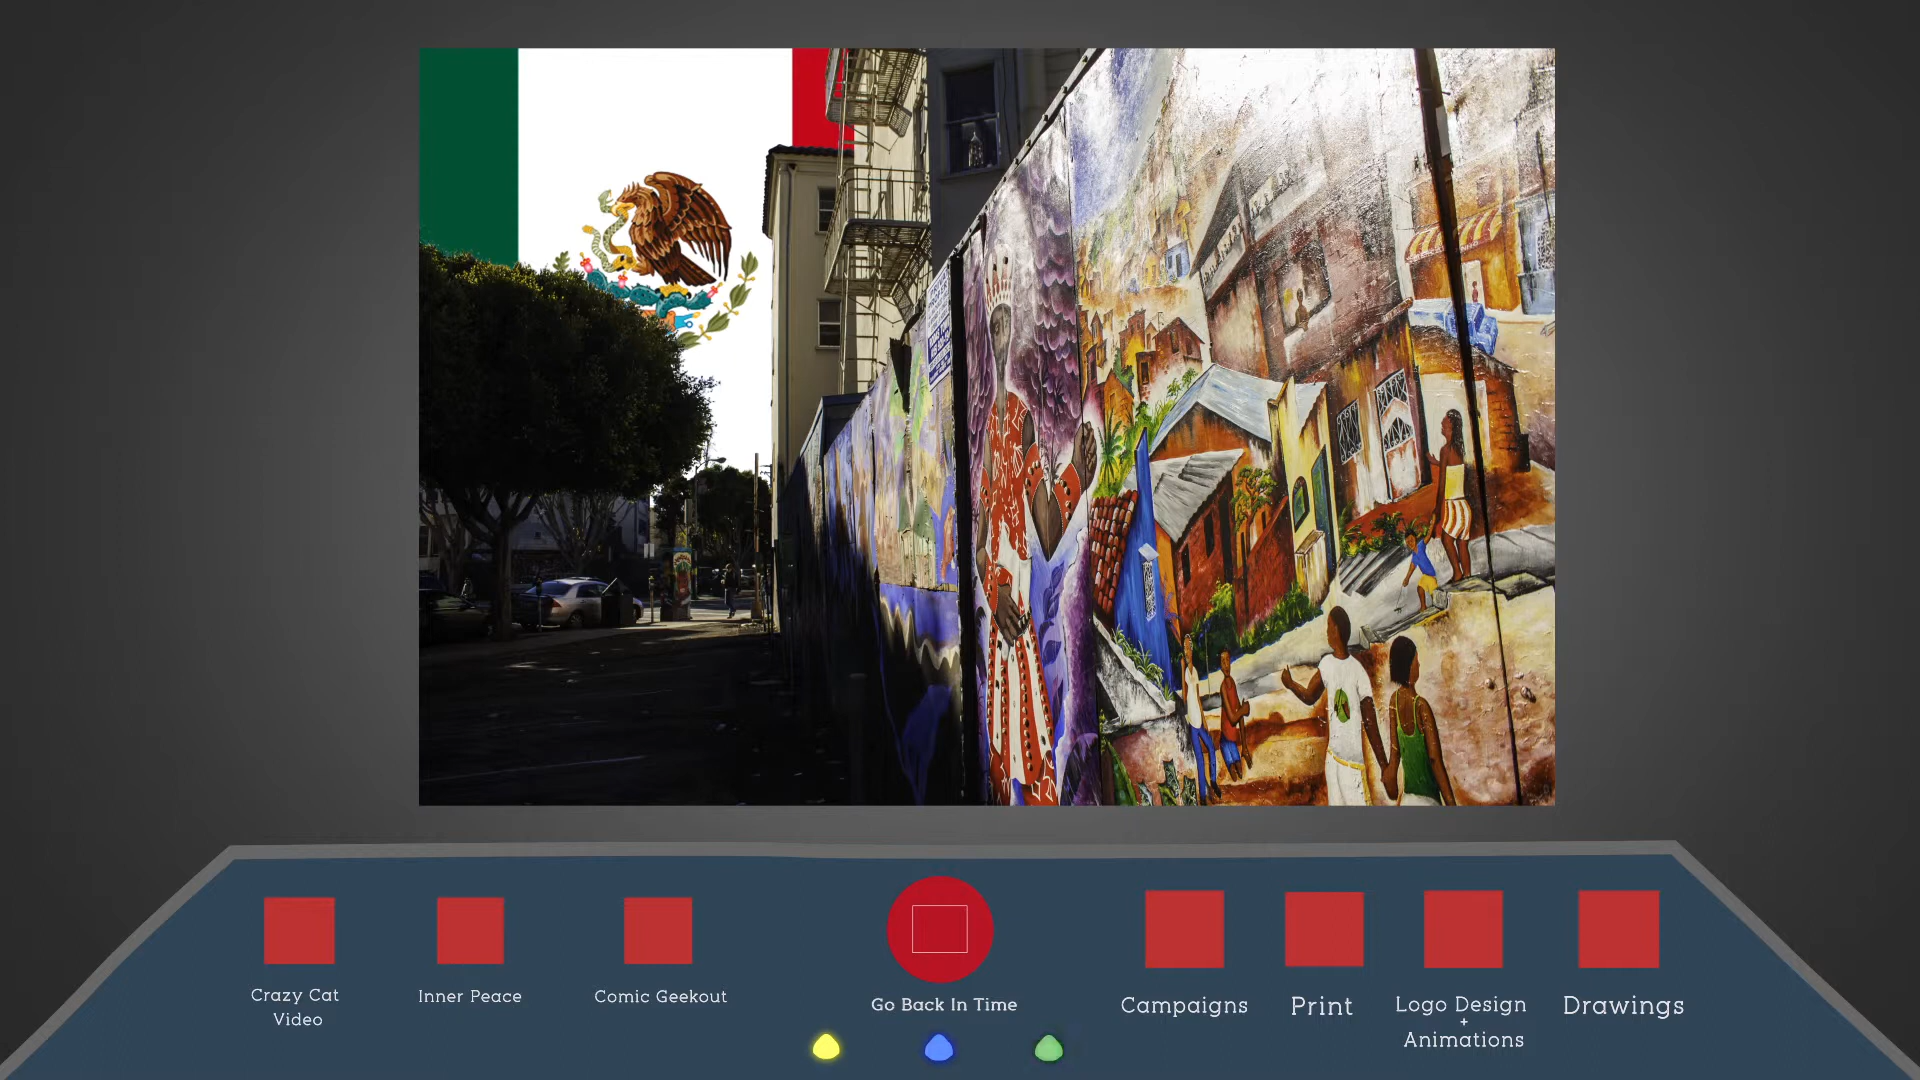 Crazy Cat
Video
Inner Peace
Comic Geekout
Go Back In Time
Campaigns
Print
Logo Design
+
Animations
Drawings